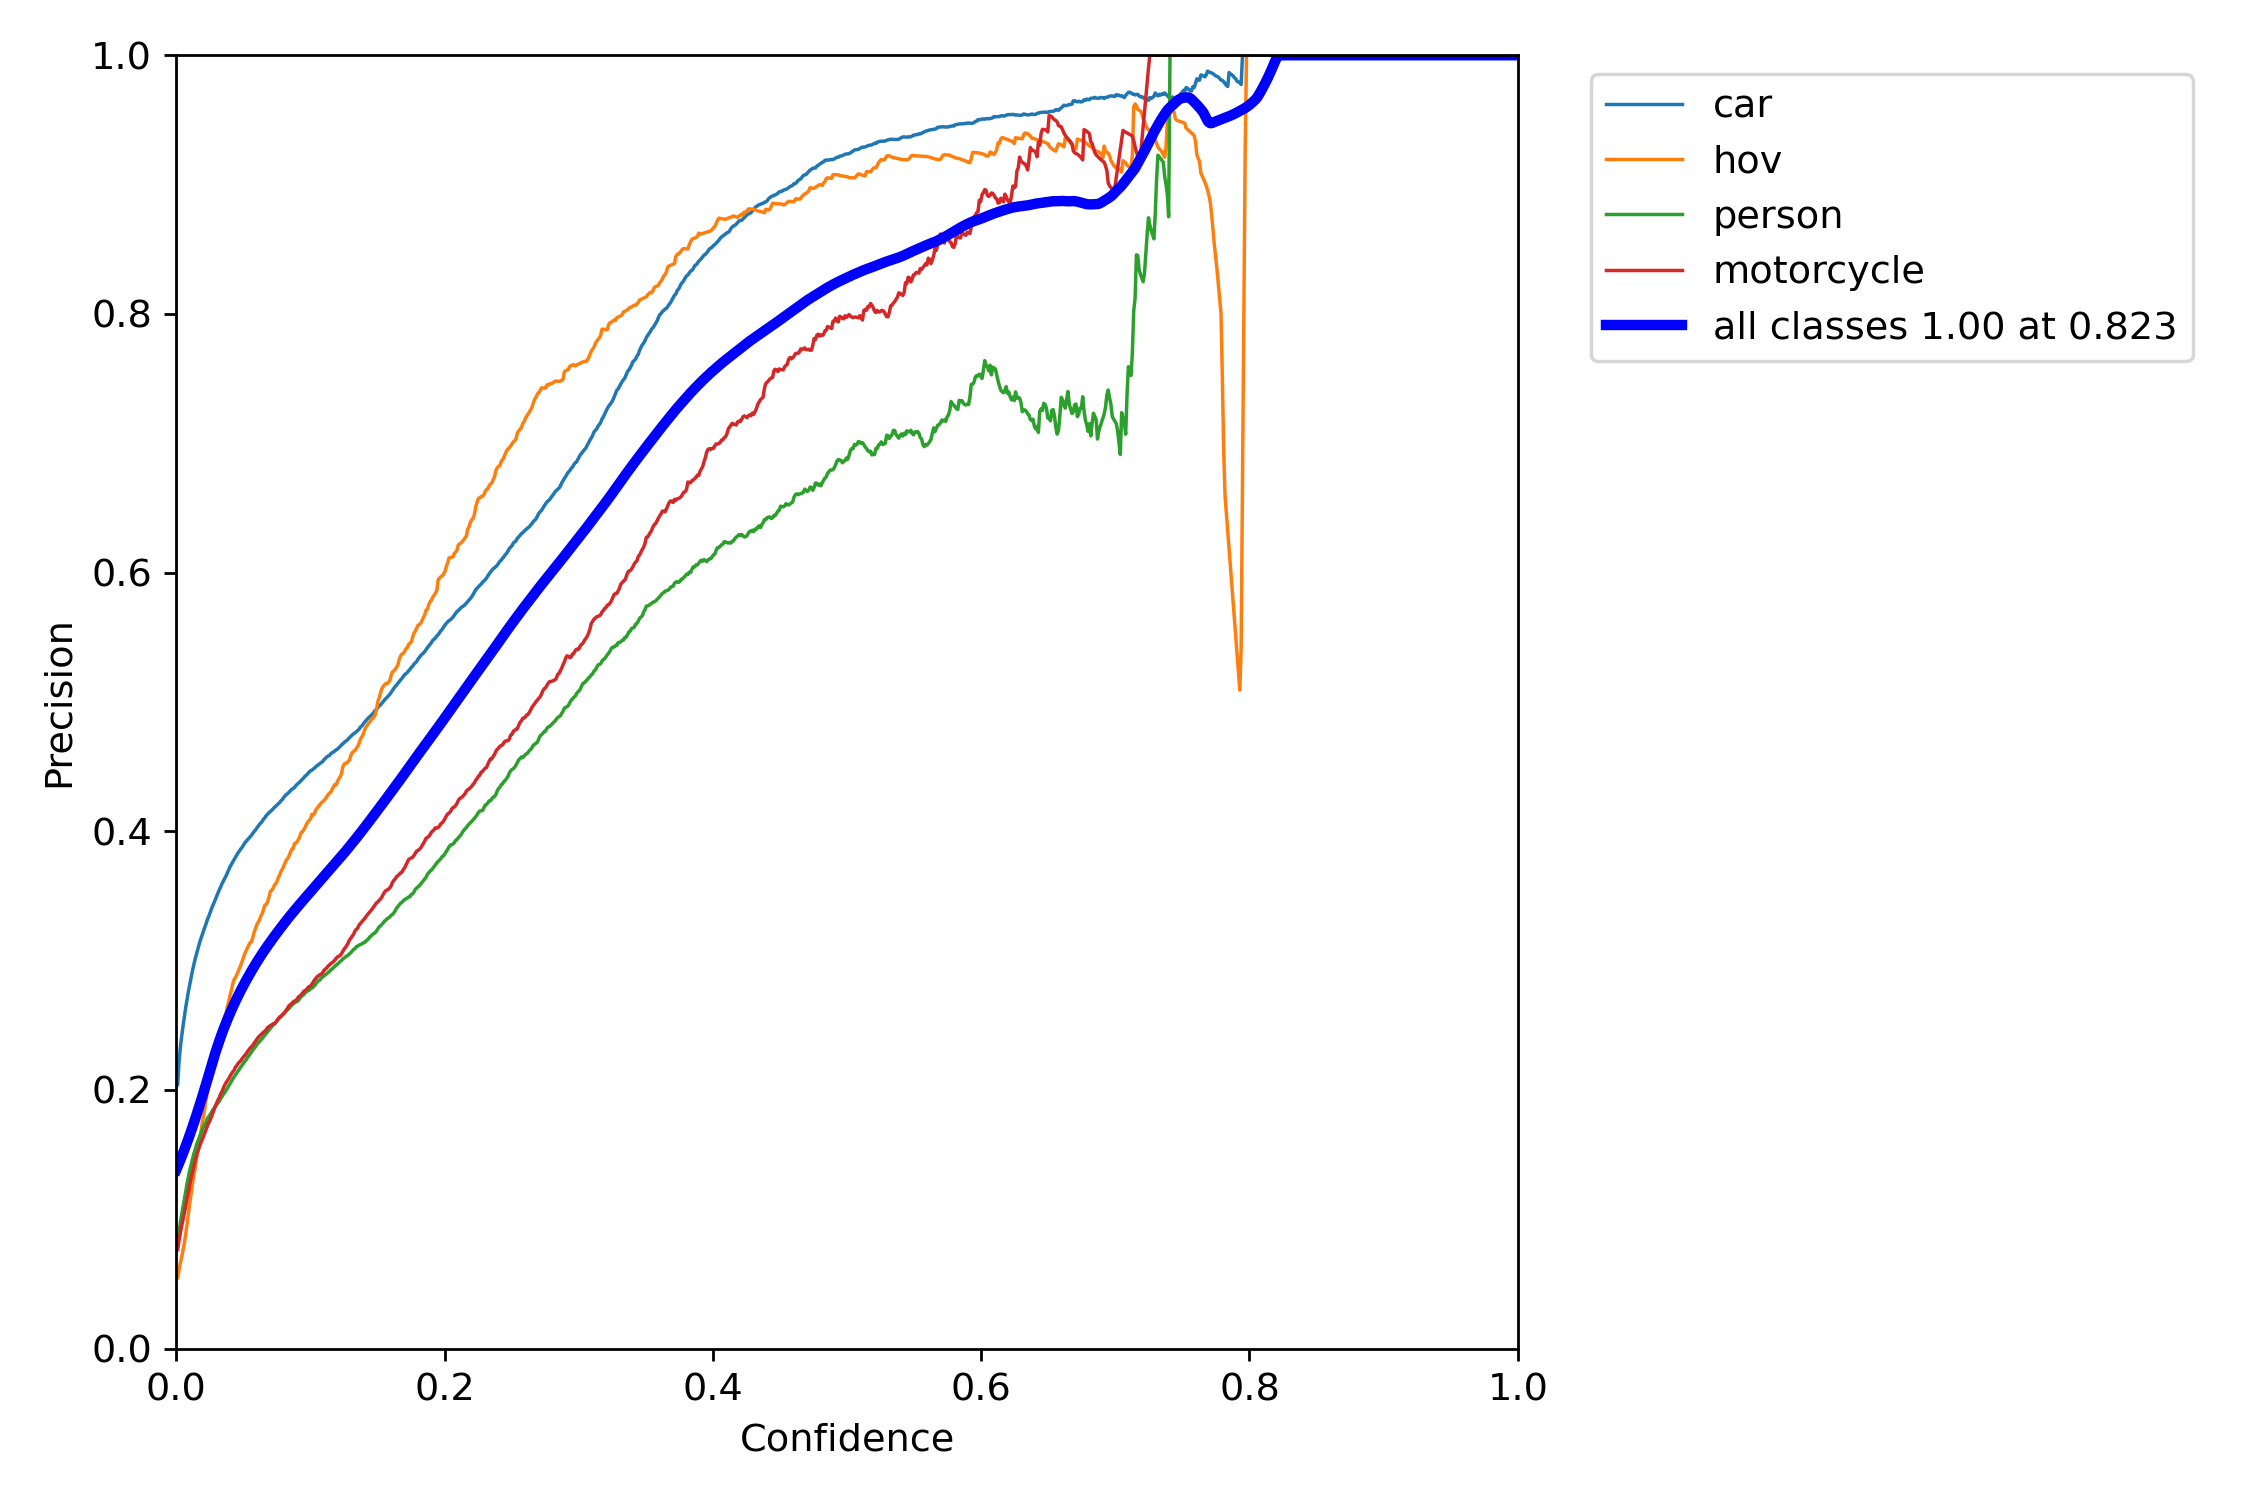 1.0
0.8
0.6
0.4
0.2
0.0
Precision
0.0 0.2 0.4 0.6 0.8 1.0
Confidence
car
hov
person
motorcycle
all classes 1.00 at 0.823